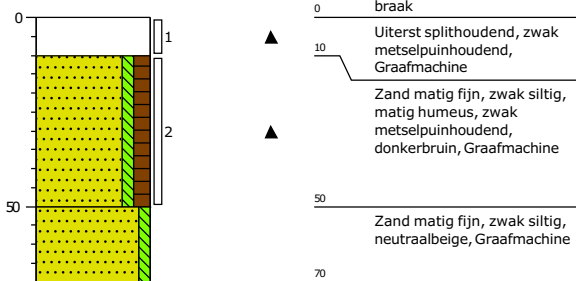 0
1
2
50
0
braak
Uiterst splithoudend, zwak
metselpuinhoudend,
Graafmachine
10
Zand matig fijn, zwak siltig,
matig humeus, zwak
metselpuinhoudend,
donkerbruin, Graafmachine
50
Zand matig fijn, zwak siltig,
neutraalbeige, Graafmachine
70